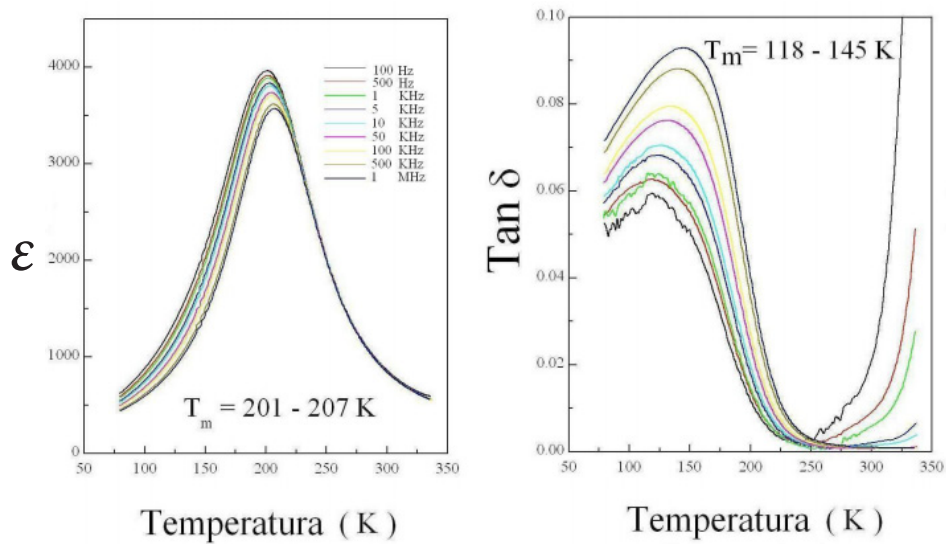 4000
3000
2000
1000
0
50
100
150
200
250
300
350
ε
100 Hz
500 Hz
1 KHz
5 KHz
10 KHz
50 KHz
100 KHz
500 KHz
1 MHz
Tm = 201 - 207 K
Temperatura ( K )
0.10
0.08
0.06
0.04
0.02
0.00
50
100
150
200
250
300
350
Tan δ
Tm= 118 - 145 K
Temperatura ( K )